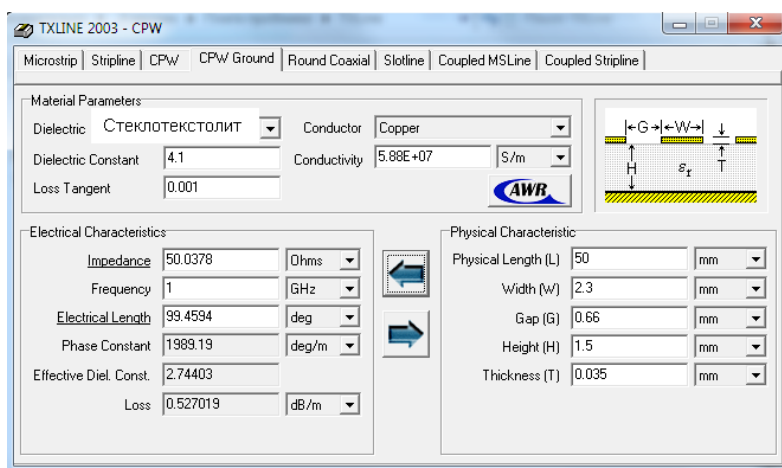 TXLINE 2003 - CPW
Microstrip Stripline CPW CPW Ground Round Coaxial Slotline Coupled MSLine Coupled Stripline
Material Parameters
Dielectric Стеклотекстолит Conductor Copper
Dielectric Constant 4.1 Conductivity 5.88E+07 S/m
Loss Tangent 0.001 AWR
G W
H εr T
Electrical Characteristics Physical Characteristic
Impedance 50.0378 Ohms Physical Length (L) 50 mm
Frequency 1 GHz Width (W) 2.3 mm
Electrical Length 99.4594 deg Gap (G) 0.66 mm
Phase Constant 1989.19 deg/m Height (H) 1.5 mm
Effective Diel. Const. 2.74403 Thickness (T) 0.035 mm
Loss 0.527019 dB/m